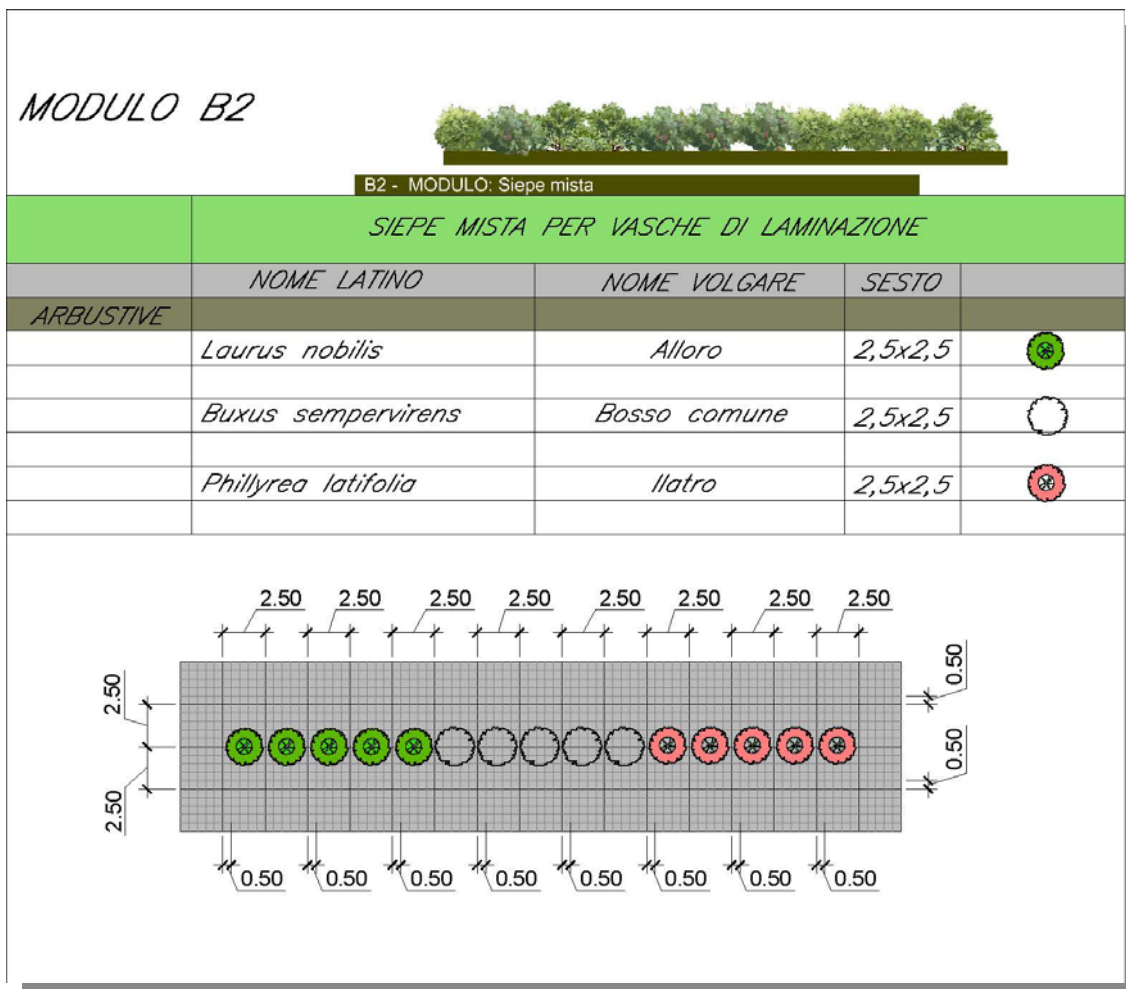 MODULO B2
B2 - MODULO: Siepe mista
SIEPE MISTA PER VASCHE DI LAMINAZIONE
NOME LATINO NOME VOLGARE SESTO
ARBUSTIVE
Laurus nobilis Alloro 2,5x2,5
Buxus sempervirens Bosso comune 2,5x2,5
Phillyrea latifolia Ilatro 2,5x2,5
2.50 2.50 2.50 2.50 2.50 2.50 2.50 2.50
2.50
2.50
0.50
0.50
0.50 0.50 0.50 0.50 0.50 0.50 0.50 0.50